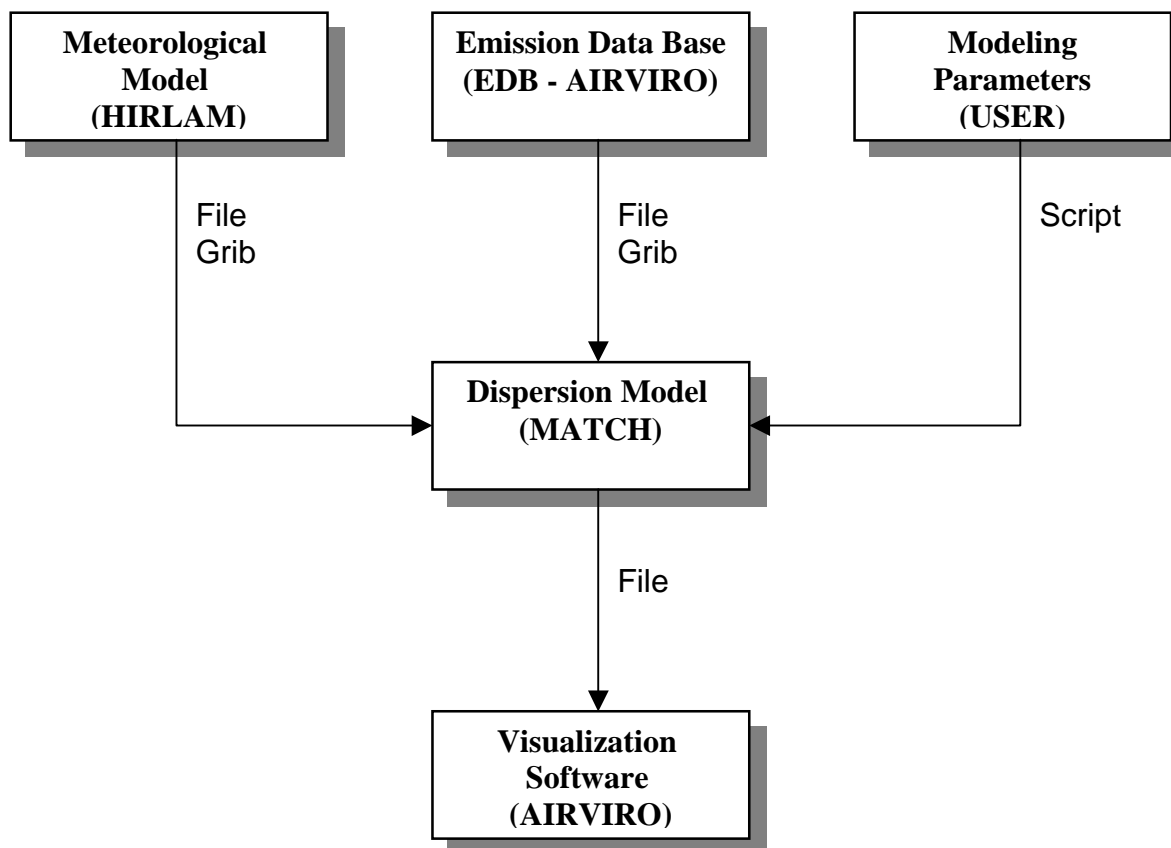 Meteorological
Model
(HIRLAM)
Emission Data Base
(EDB - AIRVIRO)
Modeling
Parameters
(USER)
File
Grib
File
Grib
Script
Dispersion Model
(MATCH)
File
Visualization
Software
(AIRVIRO)